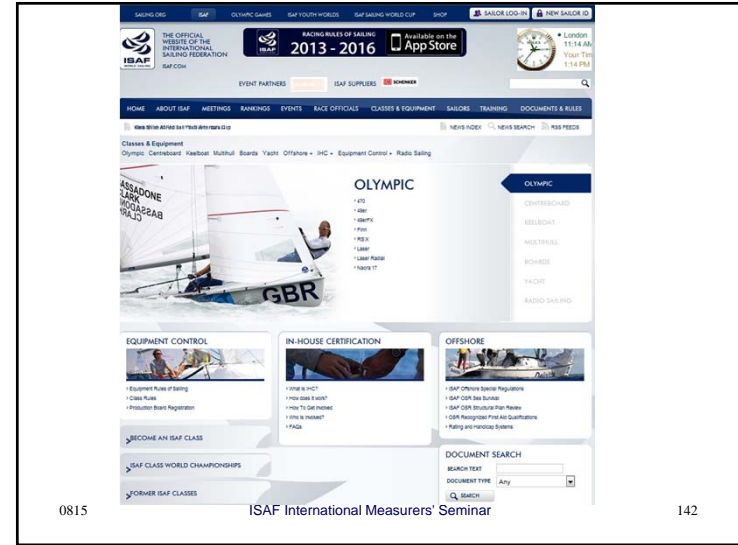 SAILING.ORG ISAF OLYMPIC GAMES ISAF YOUTH WORLDS ISAF SAILING WORLD CUP SHOP SAILOR LOG-IN NEW SAILOR ID
ISAF
WORLD SAILING
THE OFFICIAL
WEBSITE OF THE
INTERNATIONAL
SAILING FEDERATION
ISAF.COM
ISAF
RACING RULES OF SAILING
2013 - 2016
Available on the
App Store
London
11:14 AM
Your Tim
1:14 PM
EVENT PARTNERS ISAF SUPPLIERS SCHENKER
HOME ABOUT ISAF MEETINGS RANKINGS EVENTS RACE OFFICIALS CLASSES & EQUIPMENT SAILORS TRAINING DOCUMENTS & RULES
NEWS INDEX NEWS SEARCH RSS FEEDS
Classes & Equipment
Olympic Centreboard Keelboat Multihull Boards Yacht Offshore IHC Equipment Control Radio Sailing
OLYMPIC
470
49er
49erFX
Finn
RS:X
Laser
Laser Radial
Nacra 17
OLYMPIC
CENTREBOARD
KEELBOAT
MULTIHULL
BOARDS
YACHT
RADIO SAILING
GBR
EQUIPMENT CONTROL
Equipment Rules of Sailing
Class Rules
Production Board Registration
IN-HOUSE CERTIFICATION
What is IHC?
How does it work?
How To Get Involved
Who is Involved?
FAQs
OFFSHORE
ISAF Offshore Special Regulations
ISAF OSR Sea Survival
ISAF OSR Structural Plan Review
OSR Recognized First Aid Qualifications
Rating and Handicap Systems
BECOME AN ISAF CLASS
ISAF CLASS WORLD CHAMPIONSHIPS
FORMER ISAF CLASSES
DOCUMENT SEARCH
SEARCH TEXT
DOCUMENT TYPE Any
SEARCH
0815 ISAF International Measurers' Seminar 142